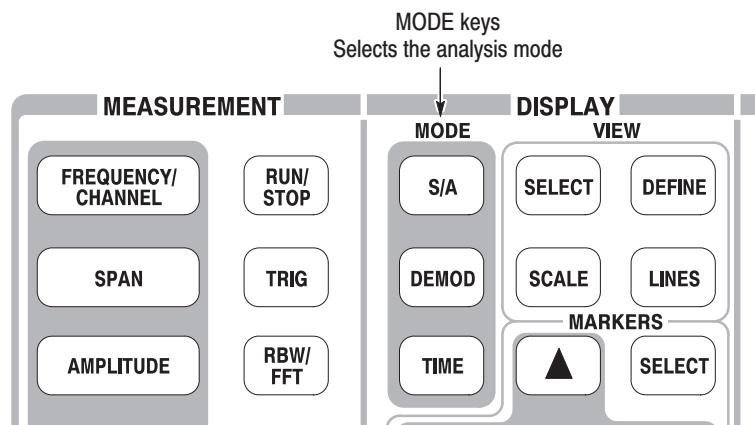 MODE keys
Selects the analysis mode
MEASUREMENT
DISPLAY
MODE
VIEW
FREQUENCY/
CHANNEL
RUN/
STOP
S/A
SELECT
DEFINE
SPAN
TRIG
DEMOD
SCALE
LINES
MARKERS
AMPLITUDE
RBW/
FFT
TIME
SELECT